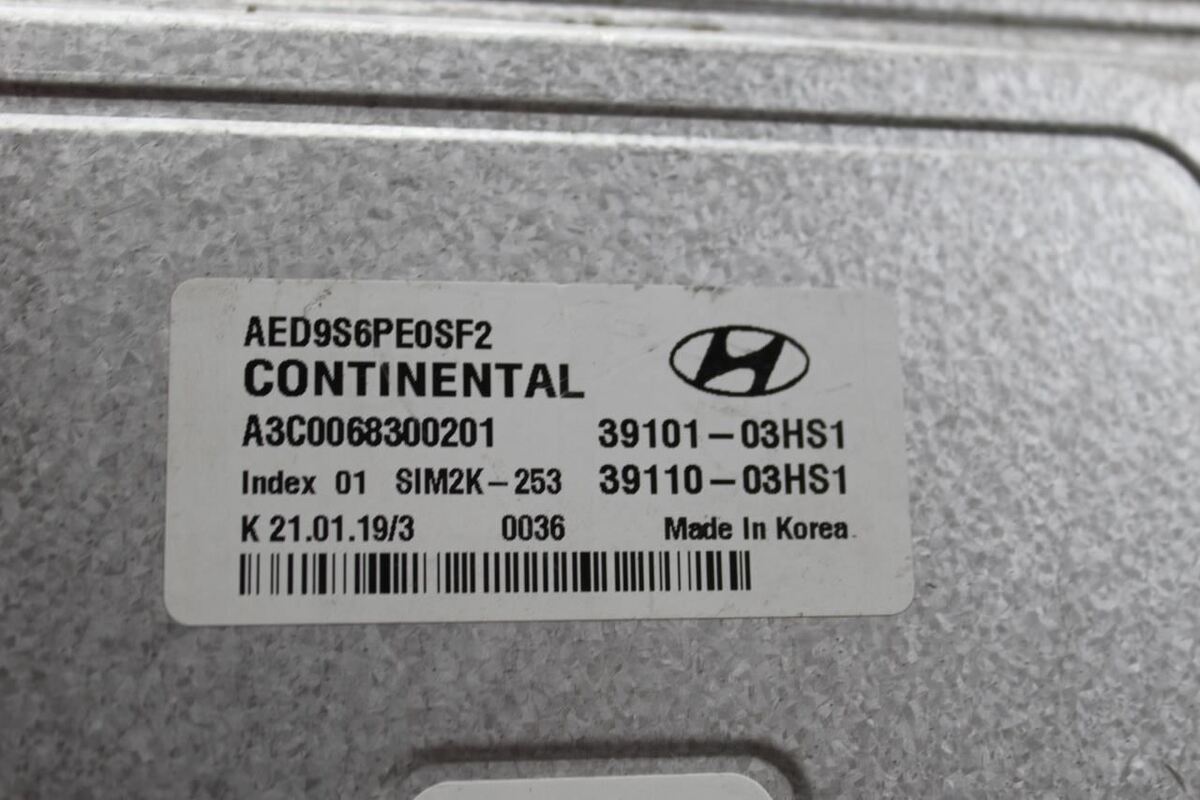 AED9S6PE0SF2
CONTINENTAL
A3C0068300201 39101-03HS1
Index 01 SIM2K-253 39110-03HS1
K 21.01.19/3 0036 Made In Korea